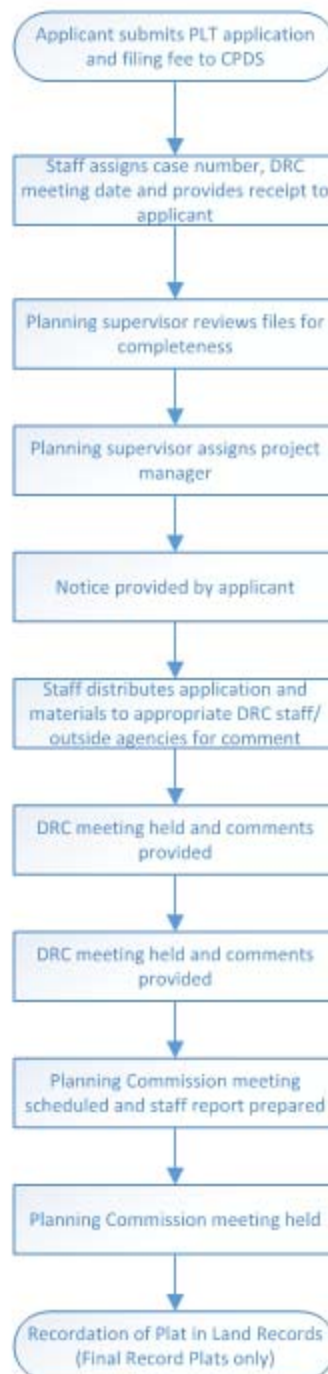 Applicant submits PLT application
and filing fee to CPDS
Staff assigns case number, DRC
meeting date and provides receipt to
applicant
Planning supervisor reviews files for
completeness
Planning supervisor assigns project
manager
Notice provided by applicant
Staff distributes application and
materials to appropriate DRC staff/
outside agencies for comment
DRC meeting held and comments
provided
DRC meeting held and comments
provided
Planning Commission meeting
scheduled and staff report prepared
Planning Commission meeting held
Recordation of Plat in Land Records
(Final Record Plats only)